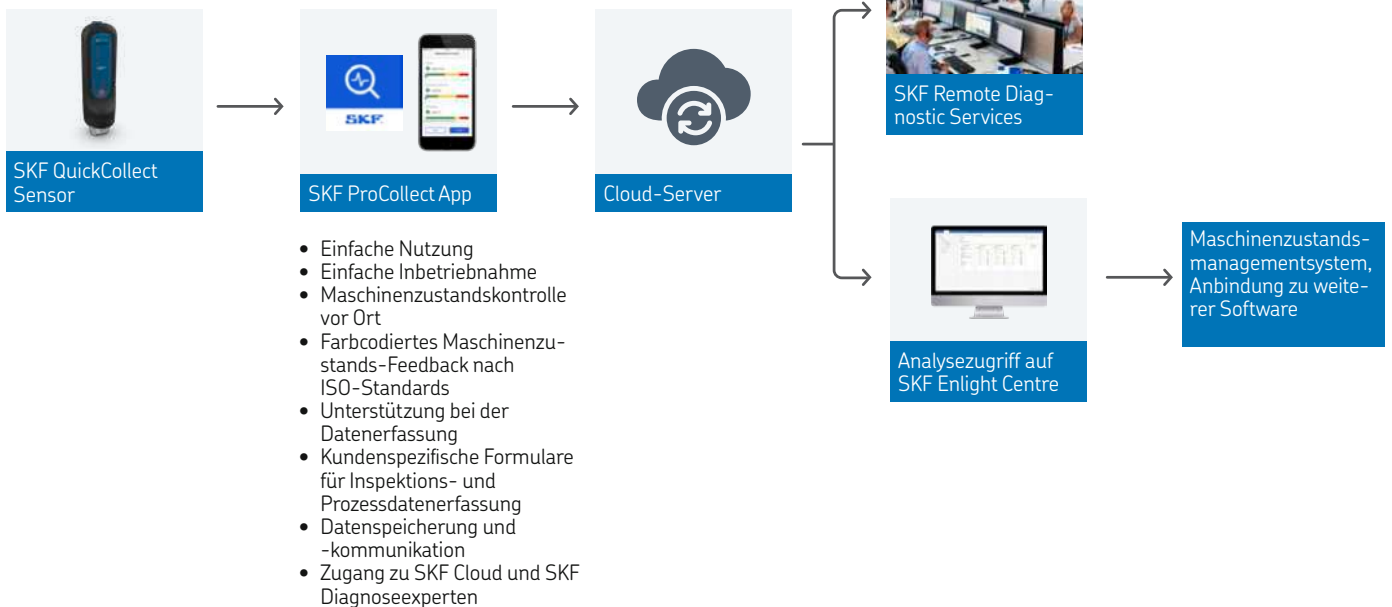 SKF QuickCollect
Sensor
SKF
SKF ProCollect App
Cloud-Server
SKF Remote Diag-
nostic Services
• Einfache Nutzung
• Einfache Inbetriebnahme
• Maschinenzustandskontrolle
vor Ort
• Farbcodiertes Maschinenzu-
stands-Feedback nach
ISO-Standards
• Unterstützung bei der
Datenerfassung
• Kundenspezifische Formulare
für Inspektions- und
Prozessdatenerfassung
• Datenspeicherung und
-kommunikation
• Zugang zu SKF Cloud und SKF
Diagnoseexperten
Analysezugriff auf
SKF Enlight Centre
Maschinenzustands-
managementsystem,
Anbindung zu weite-
rer Software